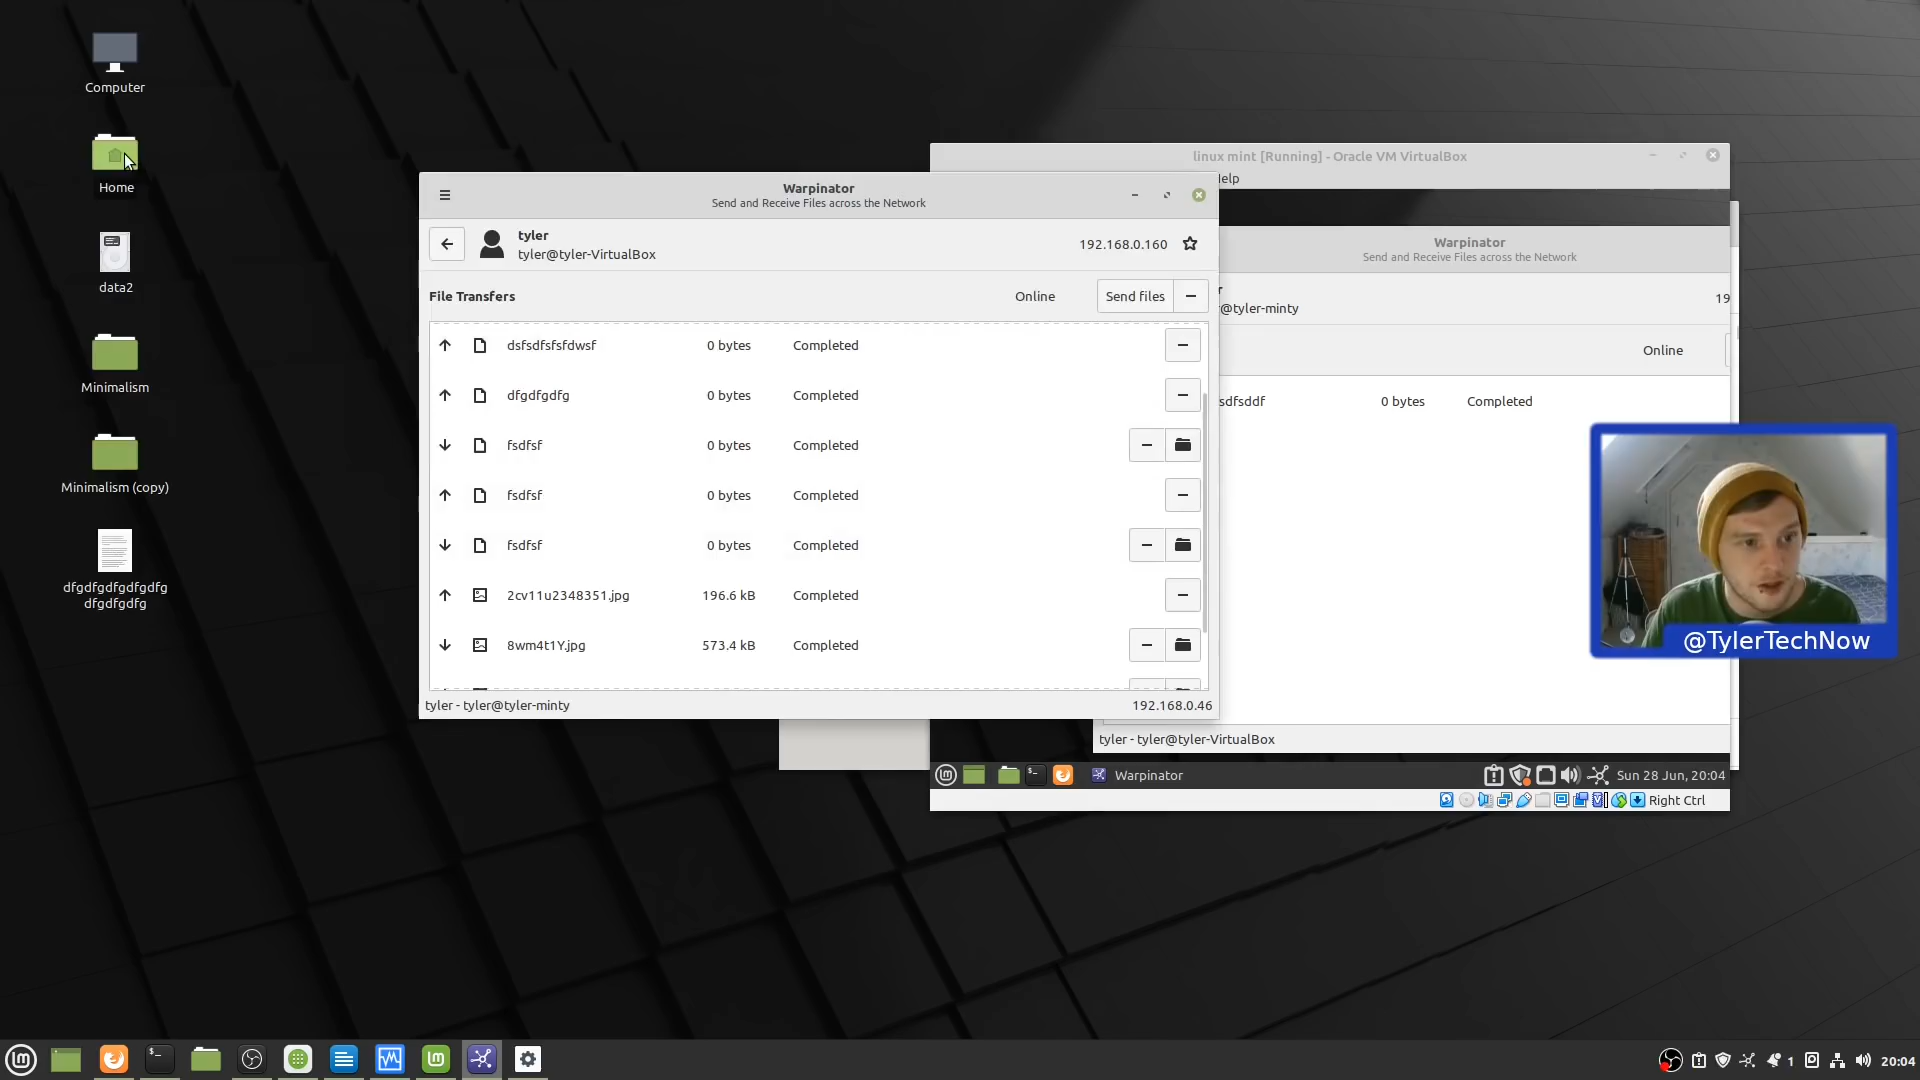 Computer
Home
data2
Minimalism
Minimalism (copy)
dfgdfgdfgdfgdfg
dfgdfgdfg
Warpinator
Send and Receive Files across the Network
tyler
tyler@tyler-VirtualBox
192.168.0.160
File Transfers
Online
Send files
dsfsdfsfsfdwsf 0 bytes Completed
dfgdfgdfg 0 bytes Completed
fsdfsf 0 bytes Completed
fsdfsf 0 bytes Completed
fsdfsf 0 bytes Completed
2cv11u2348351.jpg 196.6 kB Completed
8wm4t1Y.jpg 573.4 kB Completed
tyler - tyler@tyler-minty
192.168.0.46
linux mint [Running] - Oracle VM VirtualBox
elp
Warpinator
Send and Receive Files across the Network
r
@tyler-minty
19
Online
sdfsddf 0 bytes Completed
@TylerTechNow
tyler - tyler@tyler-VirtualBox
Warpinator
Sun 28 Jun, 20:04
Right Ctrl
1
20:04